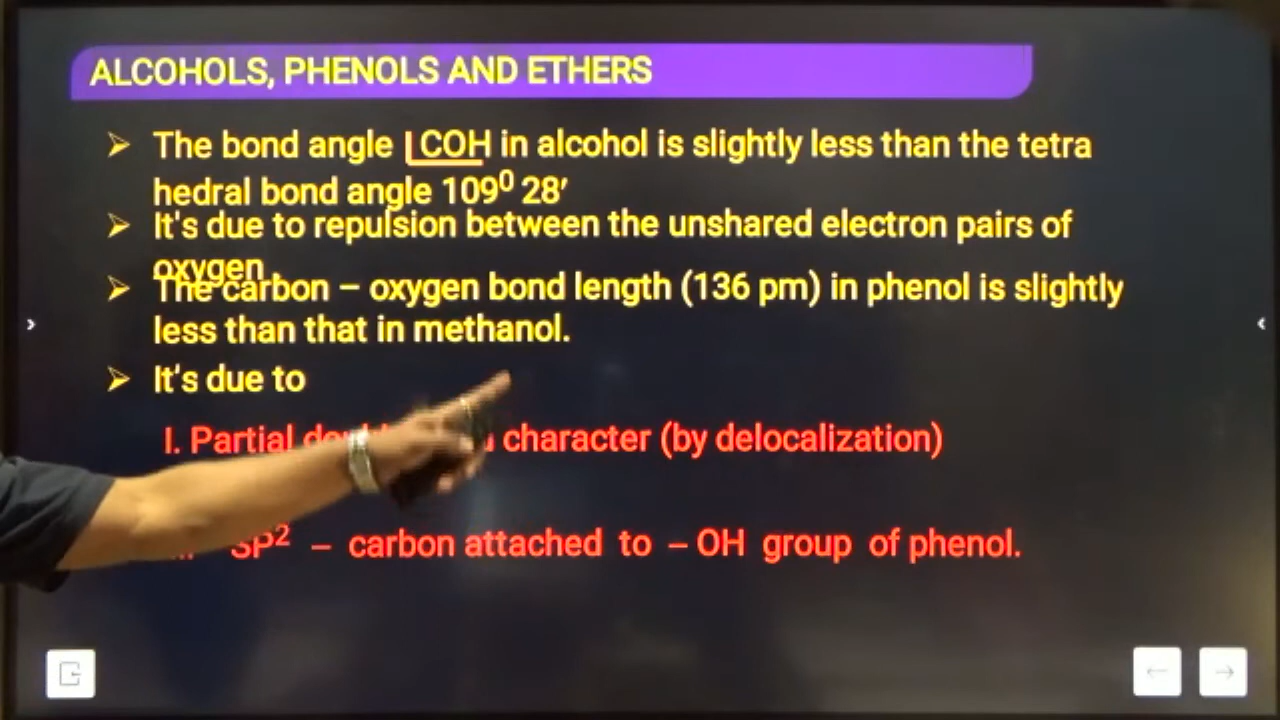 ALCOHOLS, PHENOLS AND ETHERS
The bond angle COH in alcohol is slightly less than the tetra
hedral bond angle 109⁰ 28′
It's due to repulsion between the unshared electron pairs of
oxygen.
The carbon – oxygen bond length (136 pm) in phenol is slightly
less than that in methanol.
It's due to
I. Partial character (by delocalization)
SP² – carbon attached to – OH group of phenol.